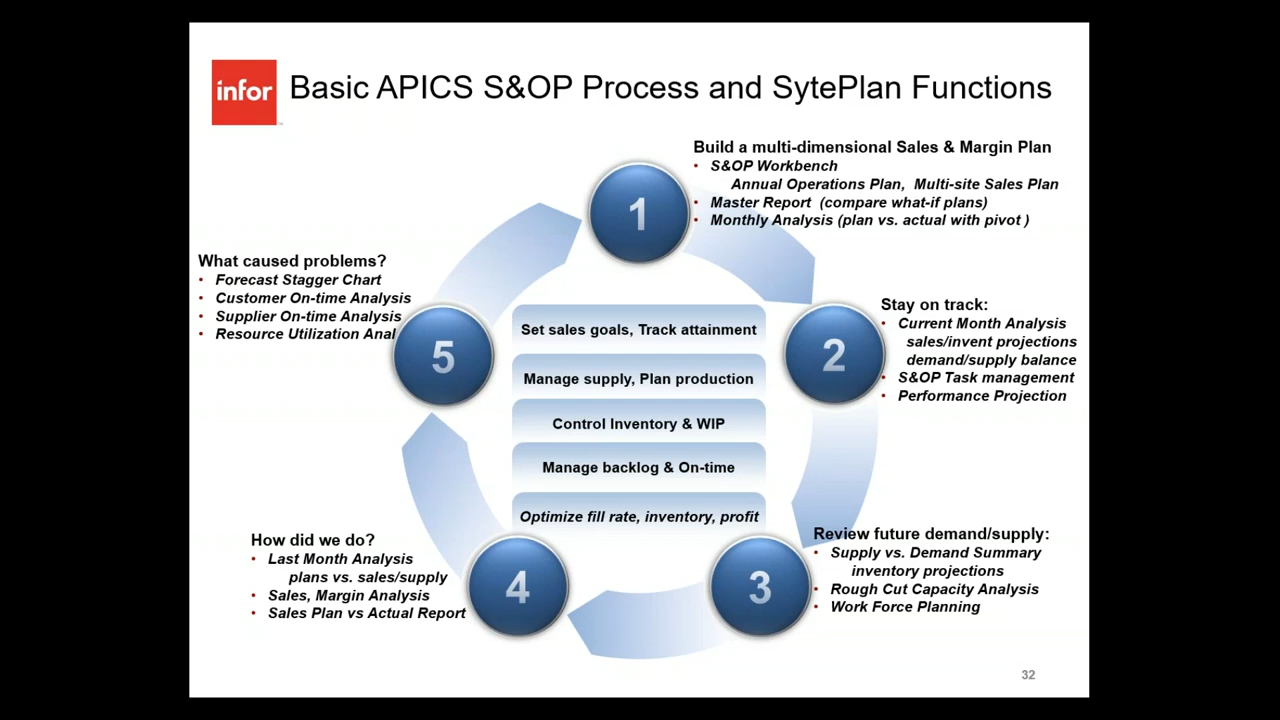 infor
Basic APICS S&OP Process and SytePlan Functions
Build a multi-dimensional Sales & Margin Plan
• S&OP Workbench
Annual Operations Plan, Multi-site Sales Plan
• Master Report (compare what-if plans)
• Monthly Analysis (plan vs. actual with pivot )
1
Stay on track:
• Current Month Analysis
sales/invent projections
demand/supply balance
• S&OP Task management
• Performance Projection
2
Review future demand/supply:
• Supply vs. Demand Summary
inventory projections
• Rough Cut Capacity Analysis
• Work Force Planning
3
How did we do?
• Last Month Analysis
plans vs. sales/supply
• Sales, Margin Analysis
• Sales Plan vs Actual Report
4
What caused problems?
• Forecast Stagger Chart
• Customer On-time Analysis
• Supplier On-time Analysis
• Resource Utilization Anal
5
Set sales goals, Track attainment
Manage supply, Plan production
Control Inventory & WIP
Manage backlog & On-time
Optimize fill rate, inventory, profit
32